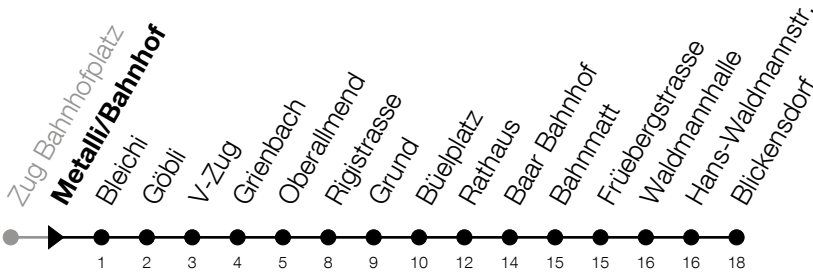 Zug Bahnhofplatz
Metalli/Bahnhof
Bleichi
Göbli
V-Zug
Grienbach
Oberallmend
Rigistrasse
Grund
Büelplatz
Rathaus
Baar Bahnhof
Bahnmatt
Früebergstrasse
Waldmannhalle
Hans-Waldmannstr.
Blickensdorf
1 2 3 4 5 8 9 10 12 14 15 15 16 16 18